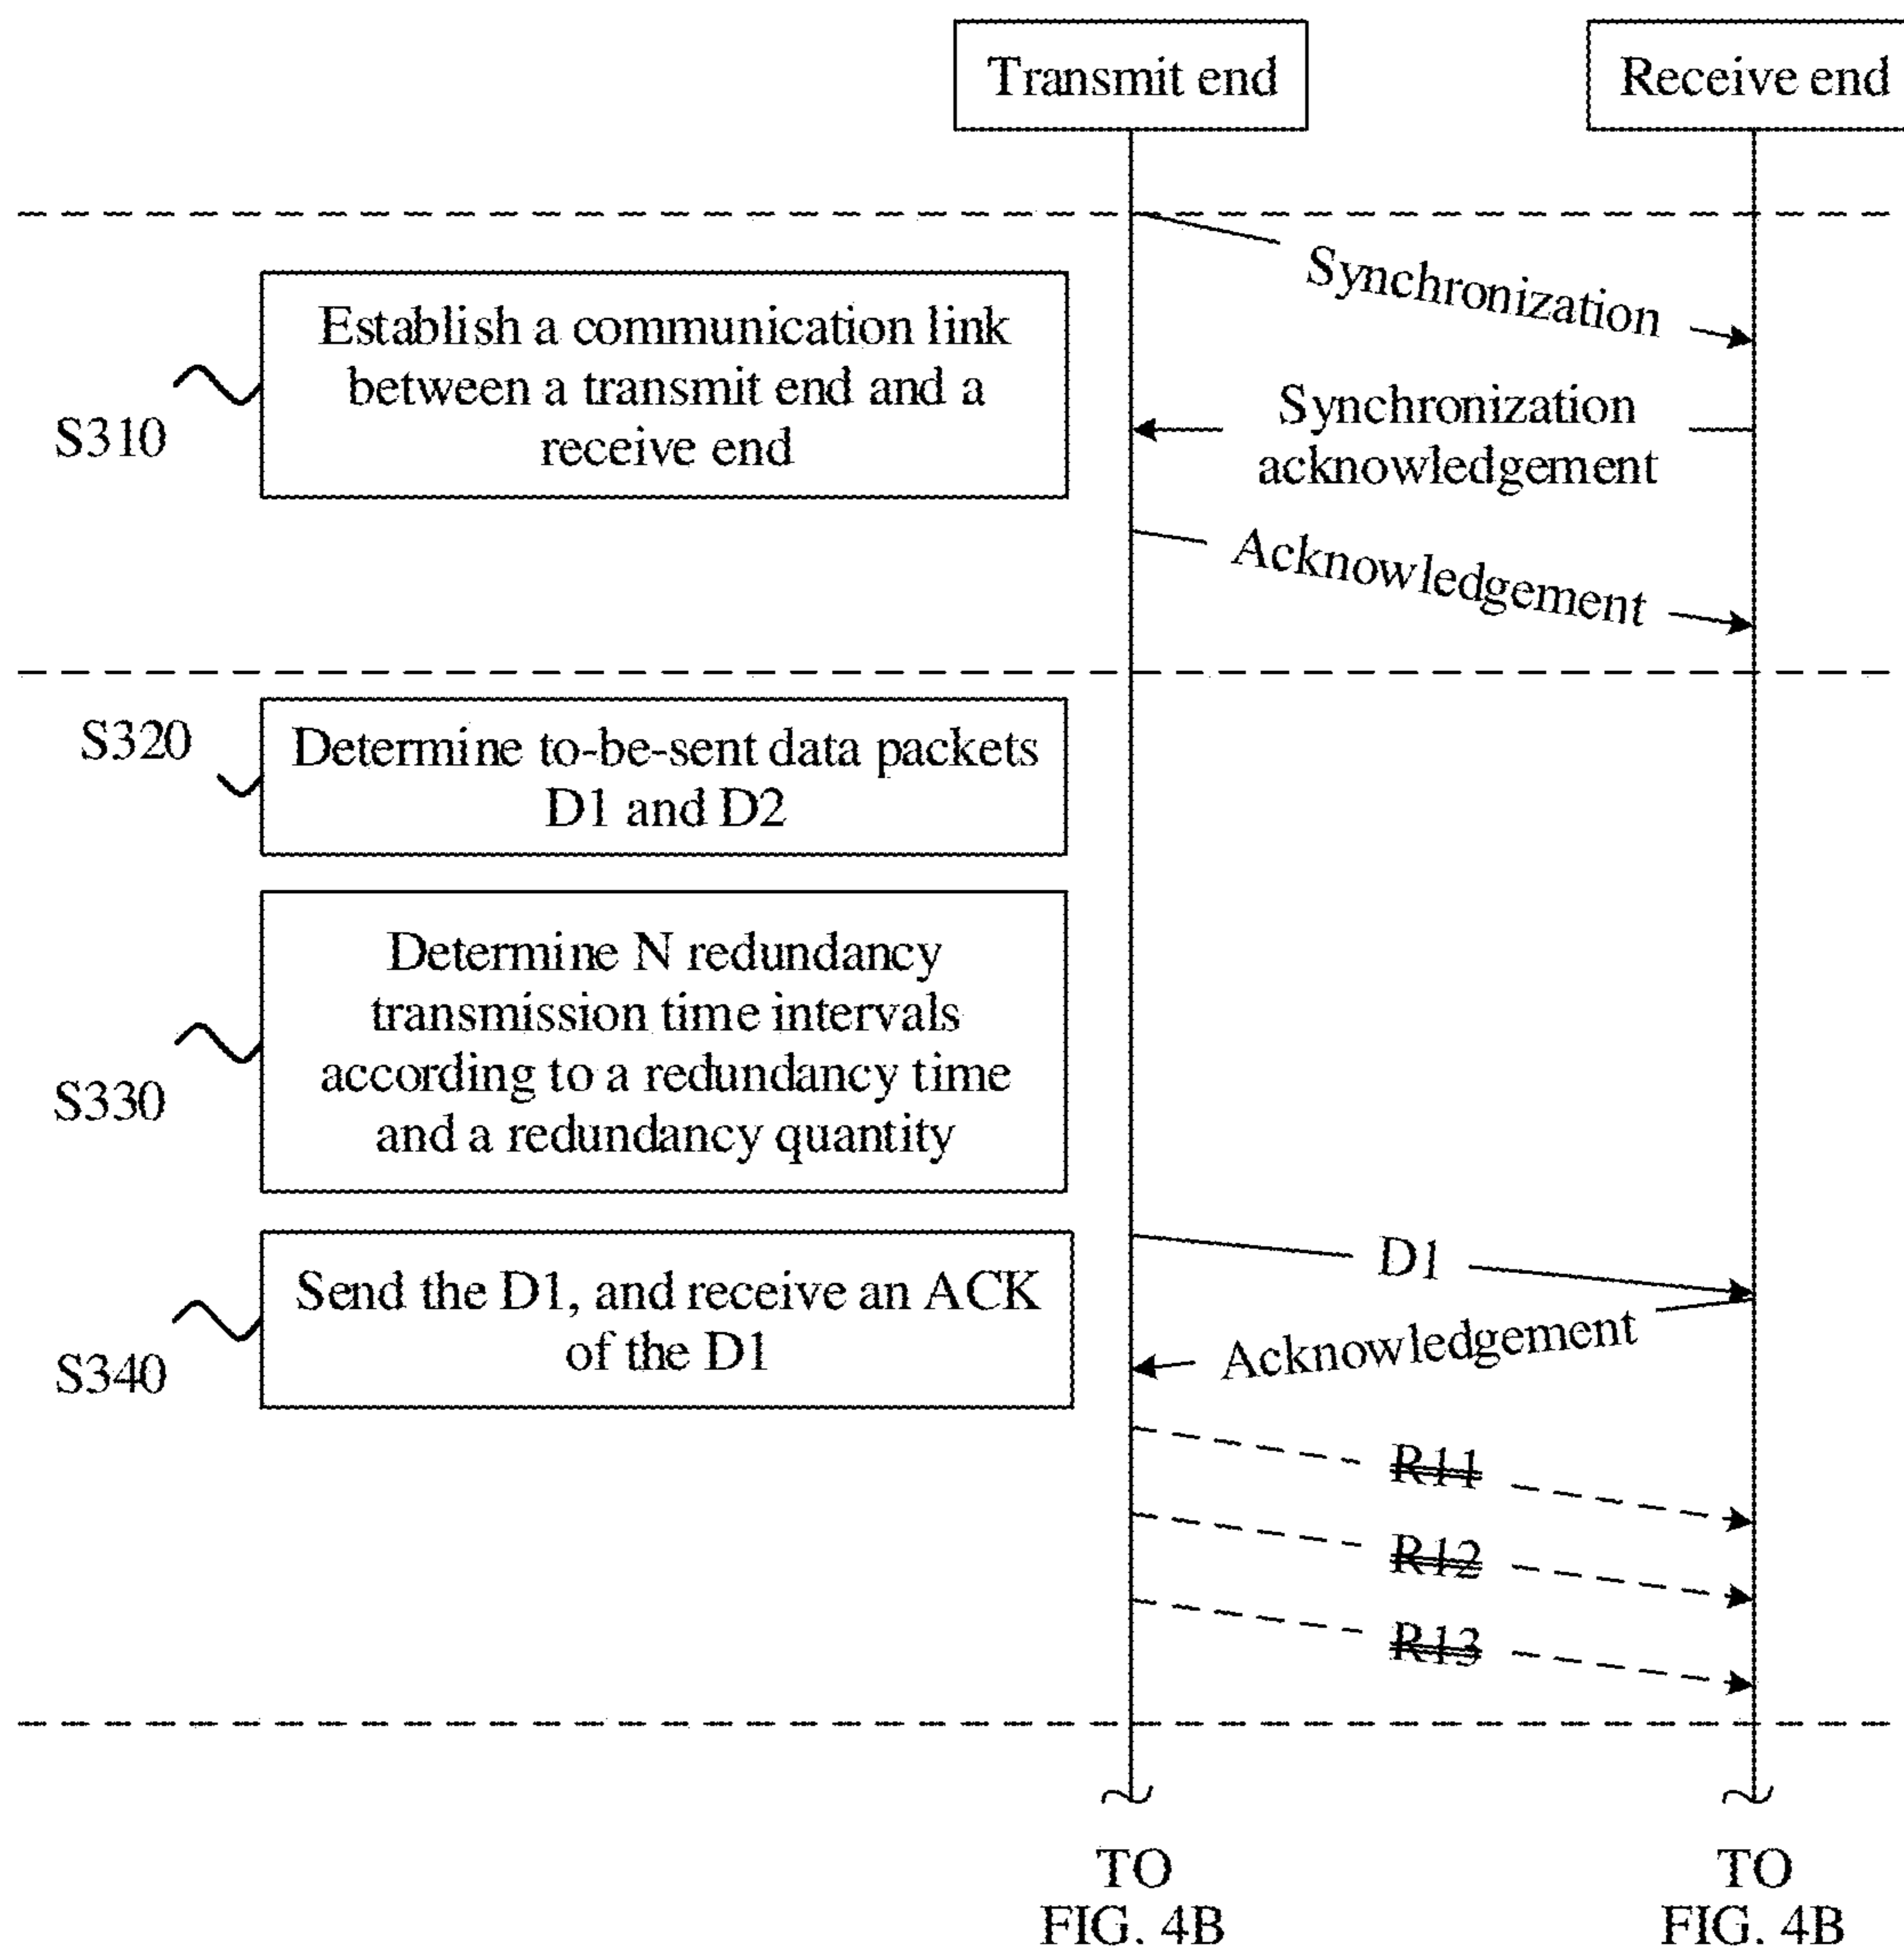 Transmit end
Receive end
Synchronization
S310
Establish a communication link
between a transmit end and a
receive end
Synchronization
acknowledgement
Acknowledgement
S320
Determine to-be-sent data packets
D1 and D2
S330
Determine N redundancy
transmission time intervals
according to a redundancy time
and a redundancy quantity
S340
Send the D1, and receive an ACK
of the D1
D1
Acknowledgement
R11
R12
R13
TO
FIG. 4B
TO
FIG. 4B